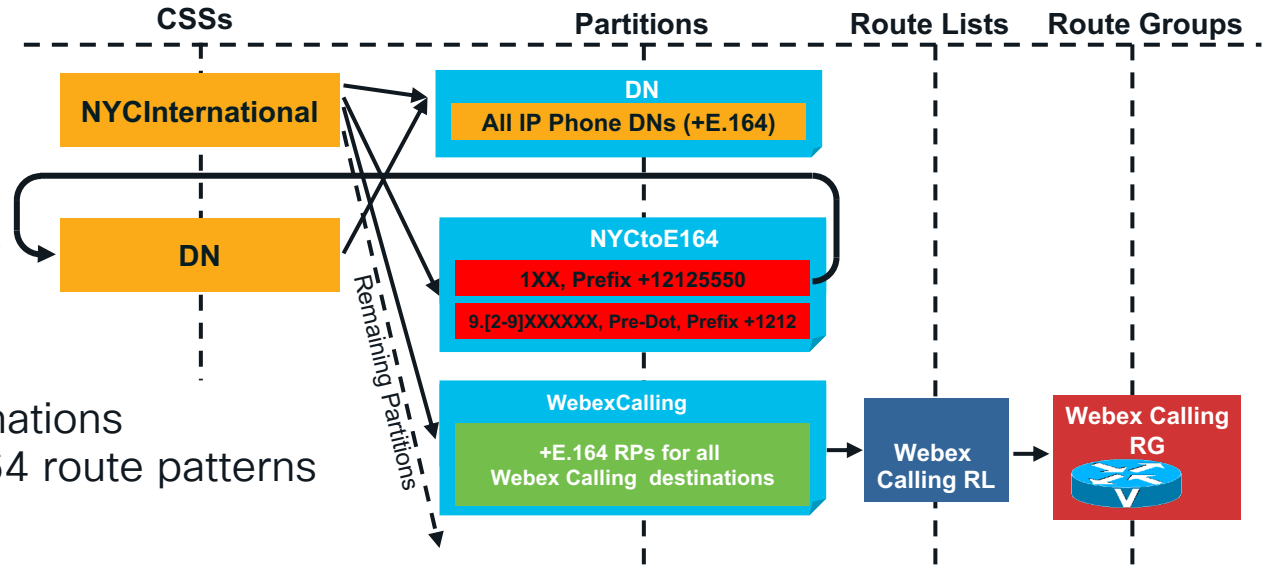 CSSs
Partitions
Route Lists
Route Groups
NYCInternational
DN
All IP Phone DNs (+E.164)
DN
NYCtoE164
1XX, Prefix +12125550
9.[2-9]XXXXXX, Pre-Dot, Prefix +1212
Remaining Partitions
WebexCalling
+E.164 RPs for all
Webex Calling destinations
Webex
Calling RL
Webex Calling
RG
V
nations
64 route patterns